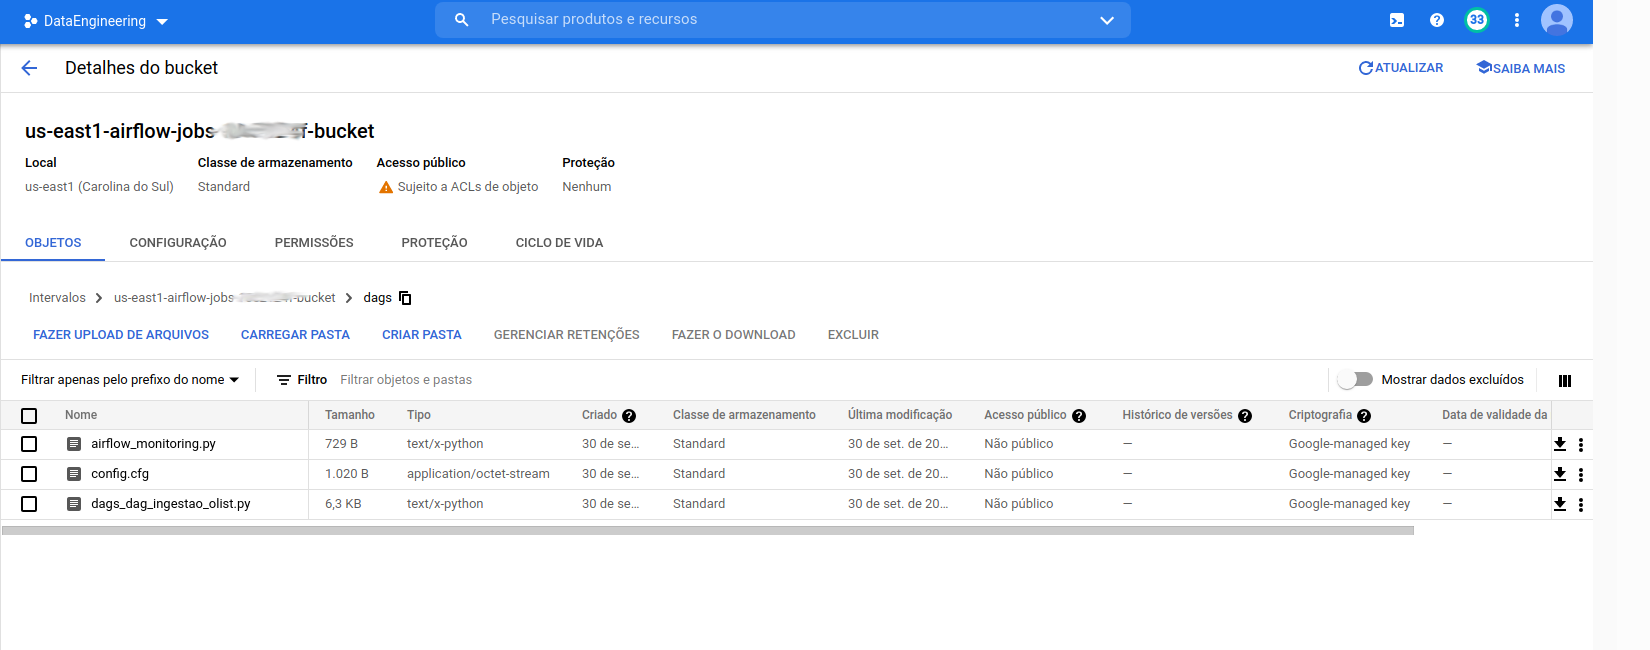 DataEngineering
Pesquisar produtos e recursos
33
Detalhes do bucket
ATUALIZAR
SAIBA MAIS
us-east1-airflow-jobs- f-bucket
Local Classe de armazenamento Acesso público Proteção
us-east1 (Carolina do Sul) Standard Sujeito a ACLs de objeto Nenhum
OBJETOS CONFIGURAÇÃO PERMISSÕES PROTEÇÃO CICLO DE VIDA
Intervalos us-east1-airflow-jobs- bucket dags
FAZER UPLOAD DE ARQUIVOS CARREGAR PASTA CRIAR PASTA GERENCIAR RETENÇÕES FAZER O DOWNLOAD EXCLUIR
Filtrar apenas pelo prefixo do nome Filtro Filtrar objetos e pastas Mostrar dados excluídos
Nome Tamanho Tipo Criado Classe de armazenamento Última modificação Acesso público Histórico de versões Criptografia Data de validade da
airflow_monitoring.py 729 B text/x-python 30 de se... Standard 30 de set. de 20... Não público — Google-managed key —
config.cfg 1.020 B application/octet-stream 30 de se... Standard 30 de set. de 20... Não público — Google-managed key —
dags_dag_ingestao_olist.py 6,3 KB text/x-python 30 de se... Standard 30 de set. de 20... Não público — Google-managed key —